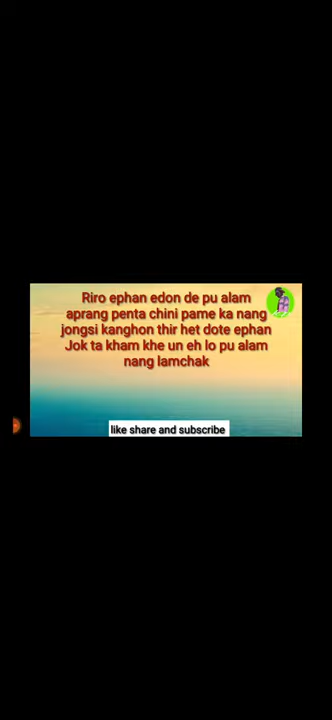 Riro ephan edon de pu alam
aprang penta chini pame ka nang
jongsi kanghon thir het dote ephan
Jok ta kham khe un eh lo pu alam
nang lamchak
like share and subscribe